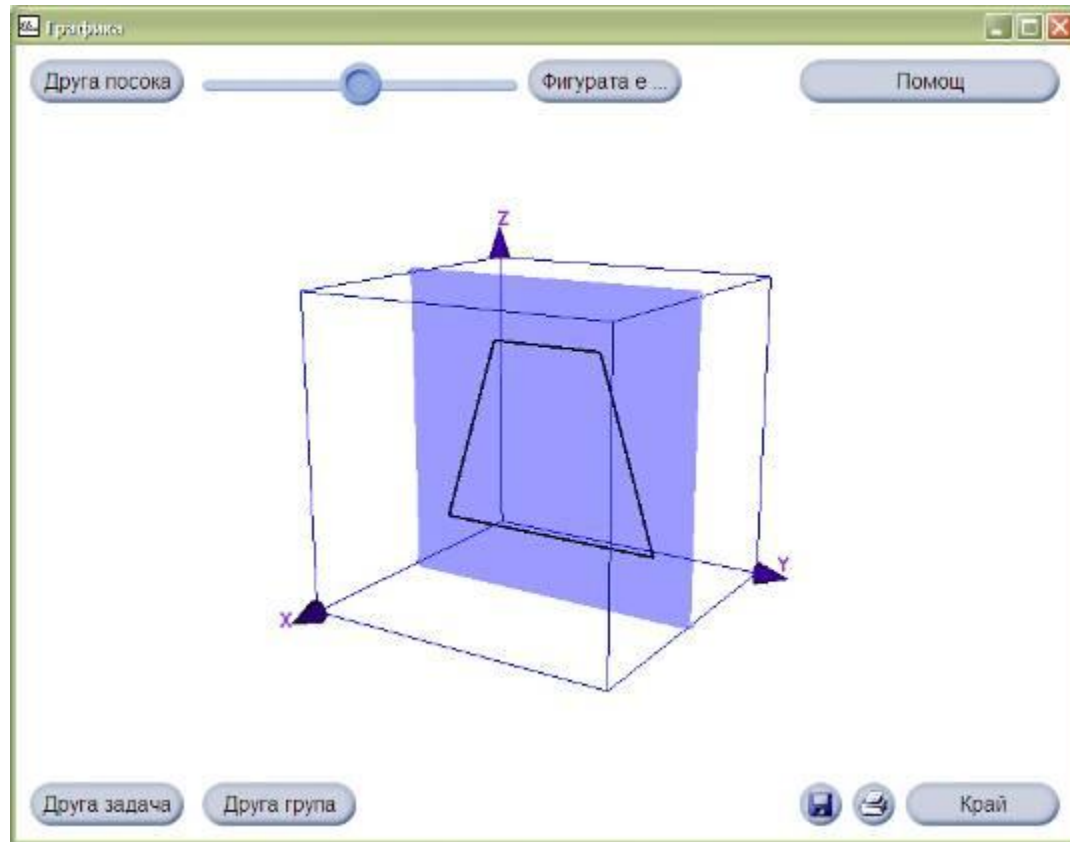 Графика
Друга посока
Фигурата е ...
Помощ
Z
Y
X
Друга задача
Друга група
Край